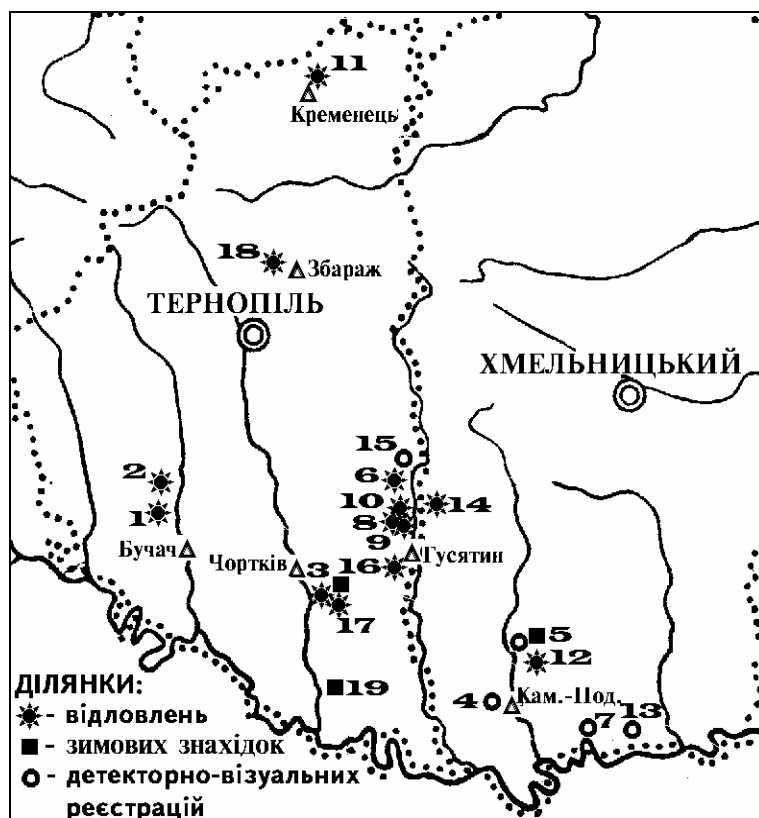 11
Кременець
18
Збараж
ТЕРНОПІЛЬ
ХМЕЛЬНИЦЬКИЙ
15
2
6
10
14
1
8
9
Бучач
Гусятин
Чортків
3
16
17
5
12
19
4
Кам.-Под.
7
13
ДІЛЯНКИ:
- відловлень
- зимових знахідок
- детекторно-візуальних
реєстрацій